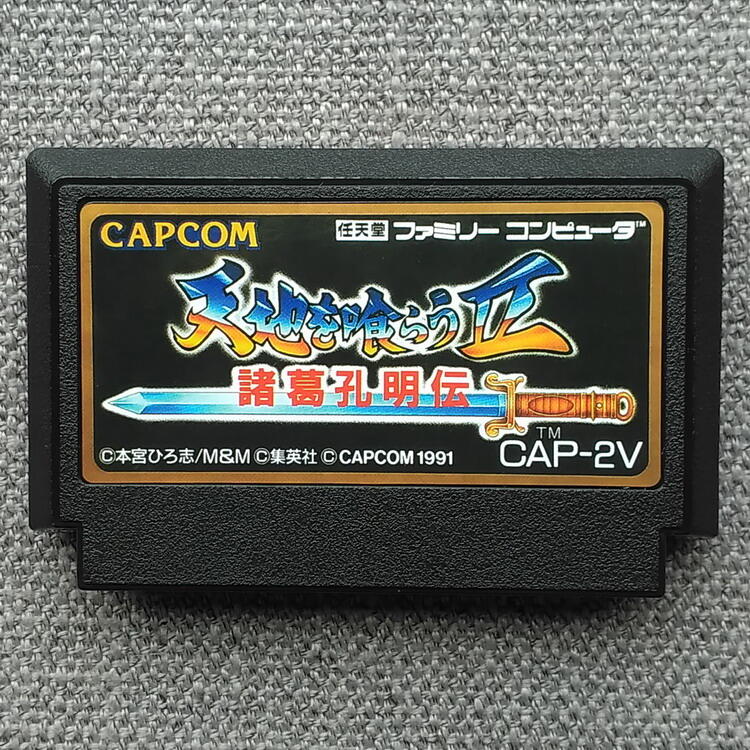 CAPCOM 任天堂 ファミリー コンピュータ™
天地を喰らうII
諸葛孔明伝
TM
©本宮ひろ志/M&M ©集英社 © CAPCOM 1991 CAP-2V